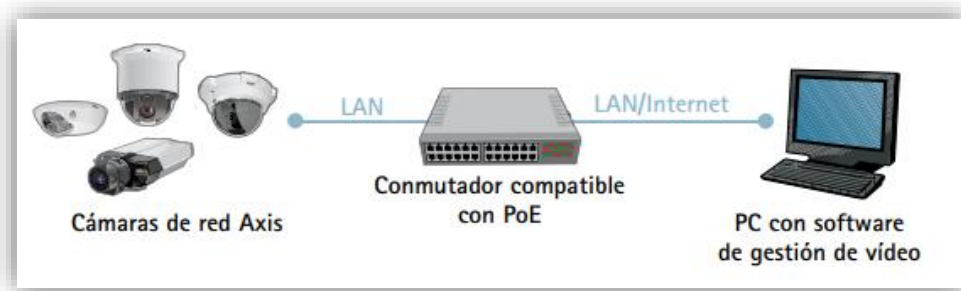 LAN
LAN/Internet
Cámaras de red Axis
Conmutador compatible
con PoE
PC con software
de gestión de vídeo